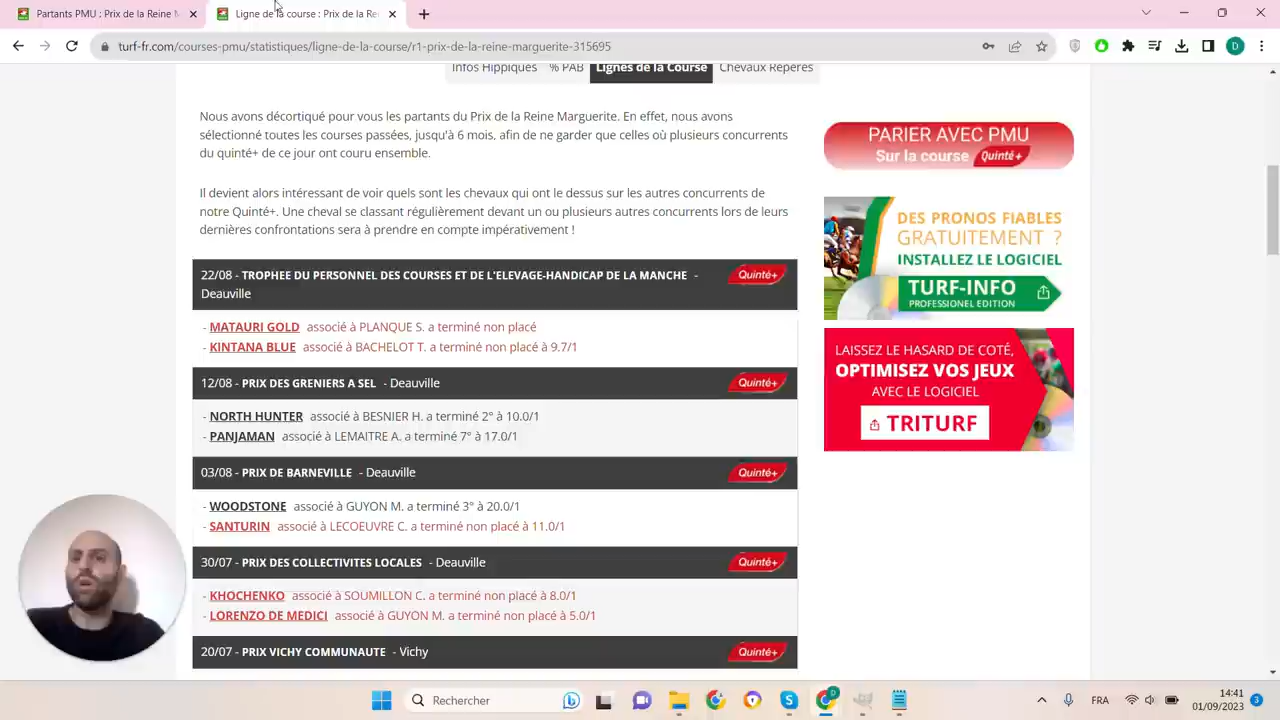 Partants PMU : Prix de la Reine M
Ligne de la course : Prix de la Re
turf-fr.com/courses-pmu/statistiques/ligne-de-la-course/r1-prix-de-la-reine-marguerite-315695
D
Infos Hippiques % PAB Lignes de la Course Chevaux Repères
Nous avons décortiqué pour vous les partants du Prix de la Reine Marguerite. En effet, nous avons
sélectionné toutes les courses passées, jusqu'à 6 mois, afin de ne garder que celles où plusieurs concurrents
du quinté+ de ce jour ont couru ensemble.
Il devient alors intéressant de voir quels sont les chevaux qui ont le dessus sur les autres concurrents de
notre Quinté+. Une cheval se classant régulièrement devant un ou plusieurs autres concurrents lors de leurs
dernières confrontations sera à prendre en compte impérativement !
22/08 - TROPHEE DU PERSONNEL DES COURSES ET DE L'ELEVAGE-HANDICAP DE LA MANCHE -
Deauville
Quinté+
- MATAURI GOLD associé à PLANQUE S. a terminé non placé
- KINTANA BLUE associé à BACHELOT T. a terminé non placé à 9.7/1
12/08 - PRIX DES GRENIERS A SEL - Deauville
Quinté+
- NORTH HUNTER associé à BESNIER H. a terminé 2° à 10.0/1
- PANJAMAN associé à LEMAITRE A. a terminé 7° à 17.0/1
03/08 - PRIX DE BARNEVILLE - Deauville
Quinté+
- WOODSTONE associé à GUYON M. a terminé 3° à 20.0/1
- SANTURIN associé à LECOEUVRE C. a terminé non placé à 11.0/1
30/07 - PRIX DES COLLECTIVITES LOCALES - Deauville
Quinté+
- KHOCHENKO associé à SOUMILLON C. a terminé non placé à 8.0/1
- LORENZO DE MEDICI associé à GUYON M. a terminé non placé à 5.0/1
20/07 - PRIX VICHY COMMUNAUTE - Vichy
Quinté+
PARIER AVEC PMU
Sur la course Quinté+
DES PRONOS FIABLES
GRATUITEMENT ?
INSTALLEZ LE LOGICIEL
TURF-INFO
PROFESSIONEL EDITION
LAISSEZ LE HASARD DE COTÉ,
OPTIMISEZ VOS JEUX
AVEC LE LOGICIEL
TRITURF
Rechercher
D
FRA
14:41
01/09/2023
3